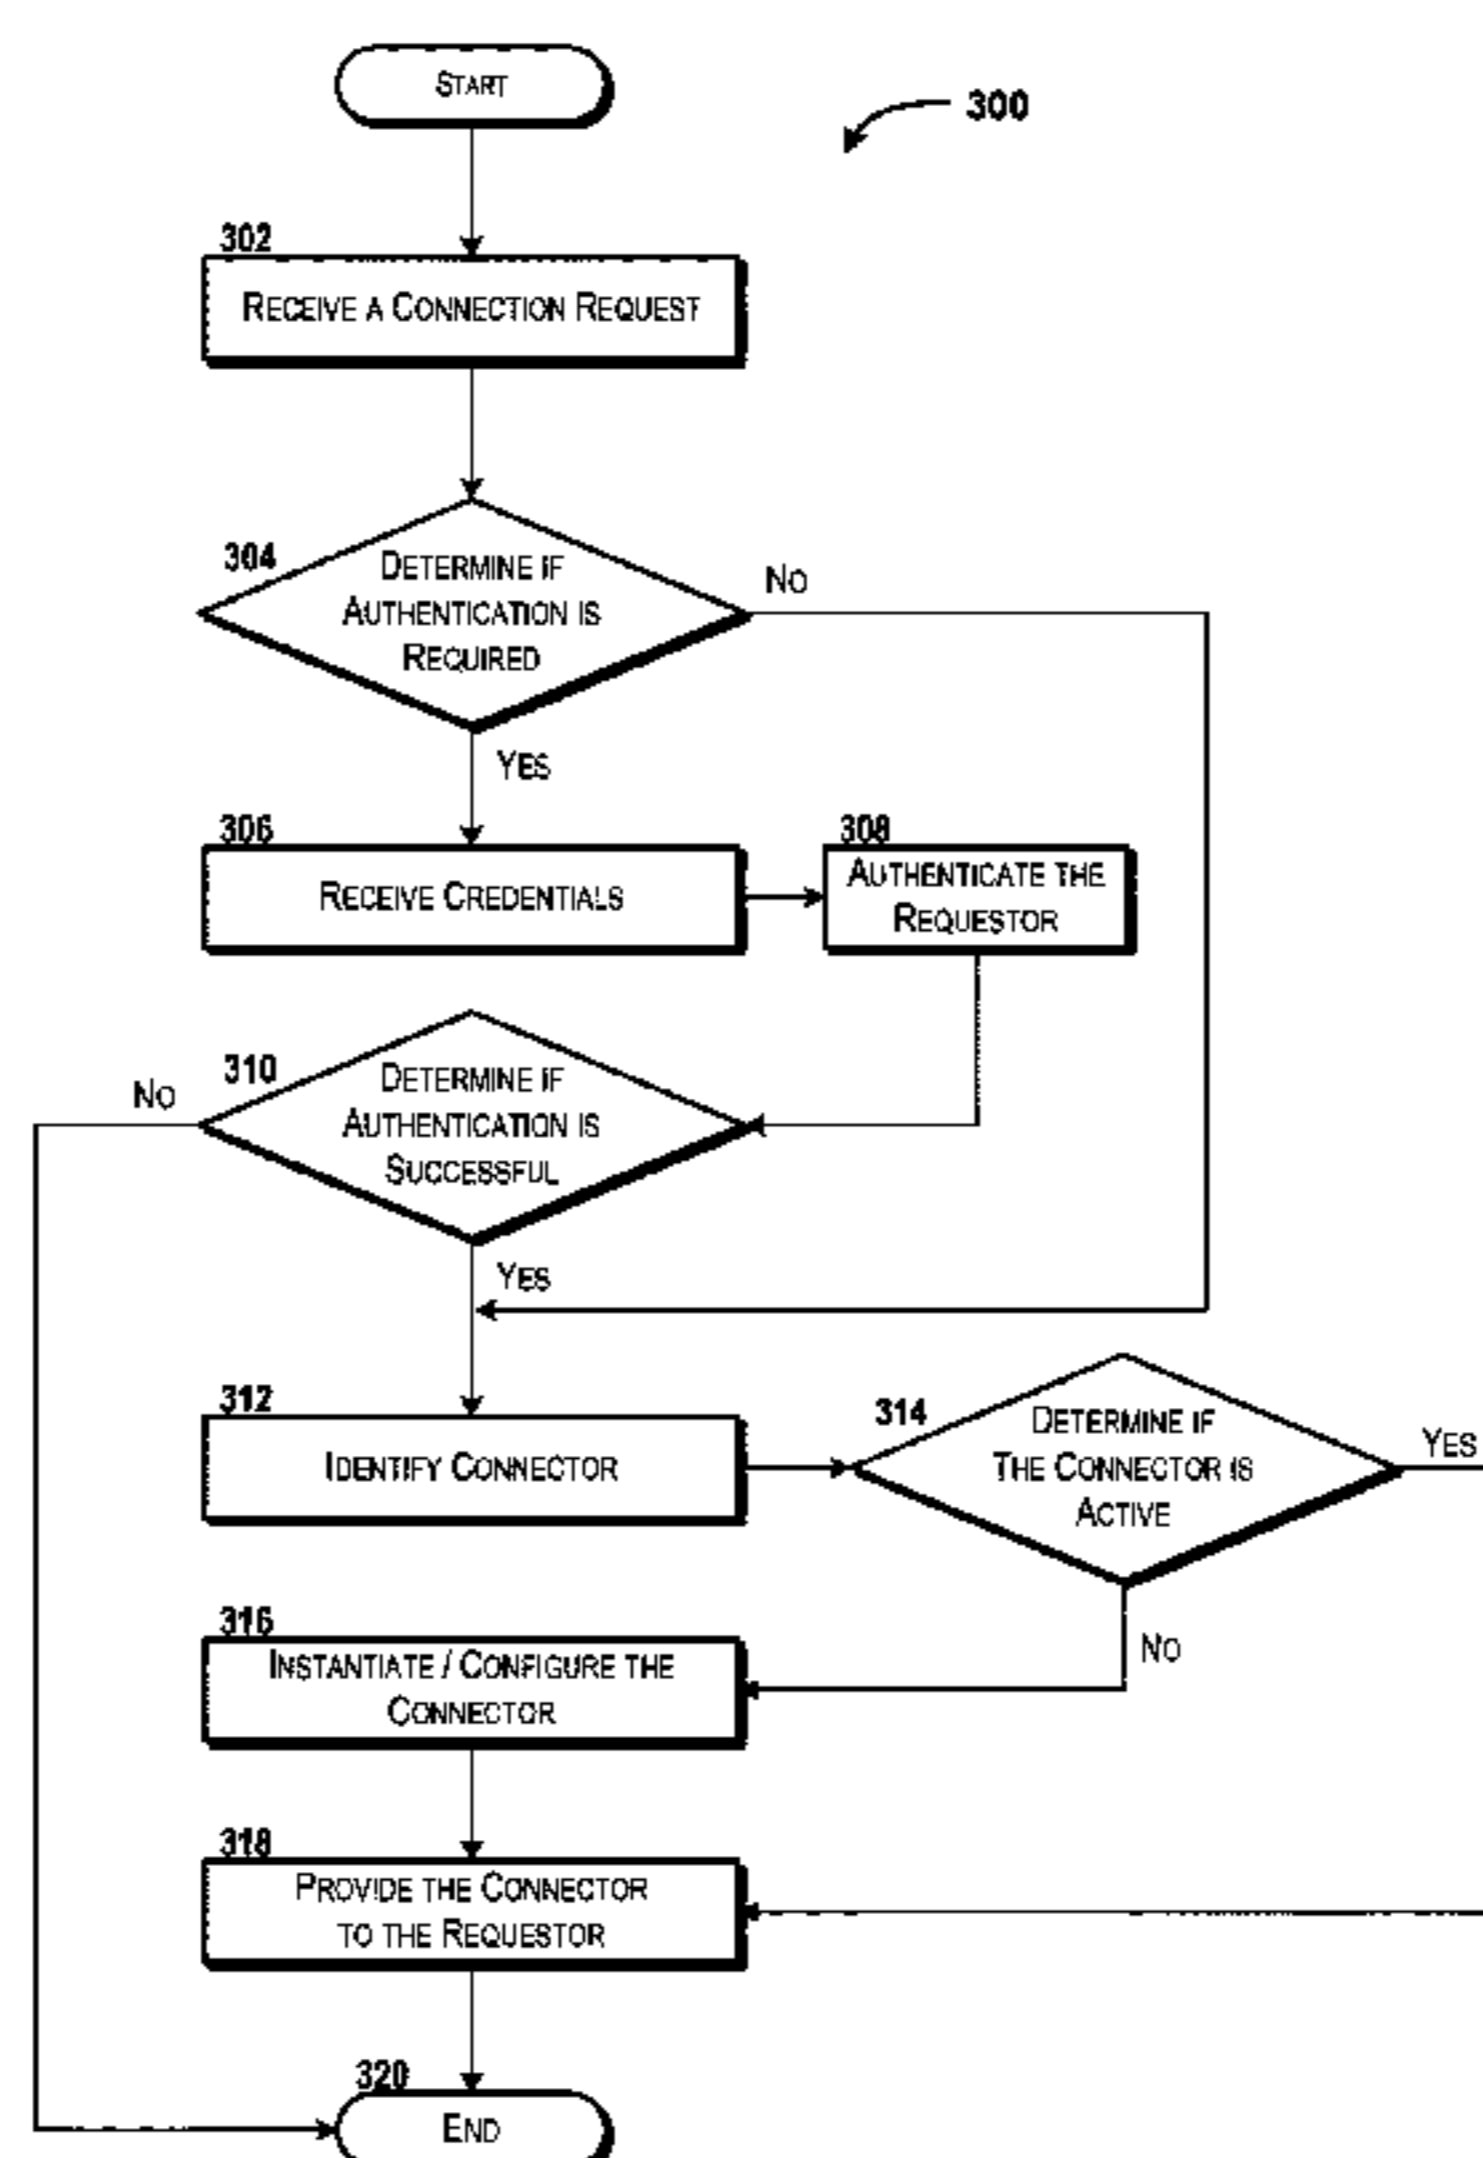 START
300
302
RECEIVE A CONNECTION REQUEST
304
DETERMINE IF
AUTHENTICATION IS
REQUIRED
NO
YES
306
RECEIVE CREDENTIALS
308
AUTHENTICATE THE
REQUESTOR
310
DETERMINE IF
AUTHENTICATION IS
SUCCESSFUL
NO
YES
312
IDENTIFY CONNECTOR
314
DETERMINE IF
THE CONNECTOR IS
ACTIVE
YES
NO
316
INSTANTIATE / CONFIGURE THE
CONNECTOR
318
PROVIDE THE CONNECTOR
TO THE REQUESTOR
320
END